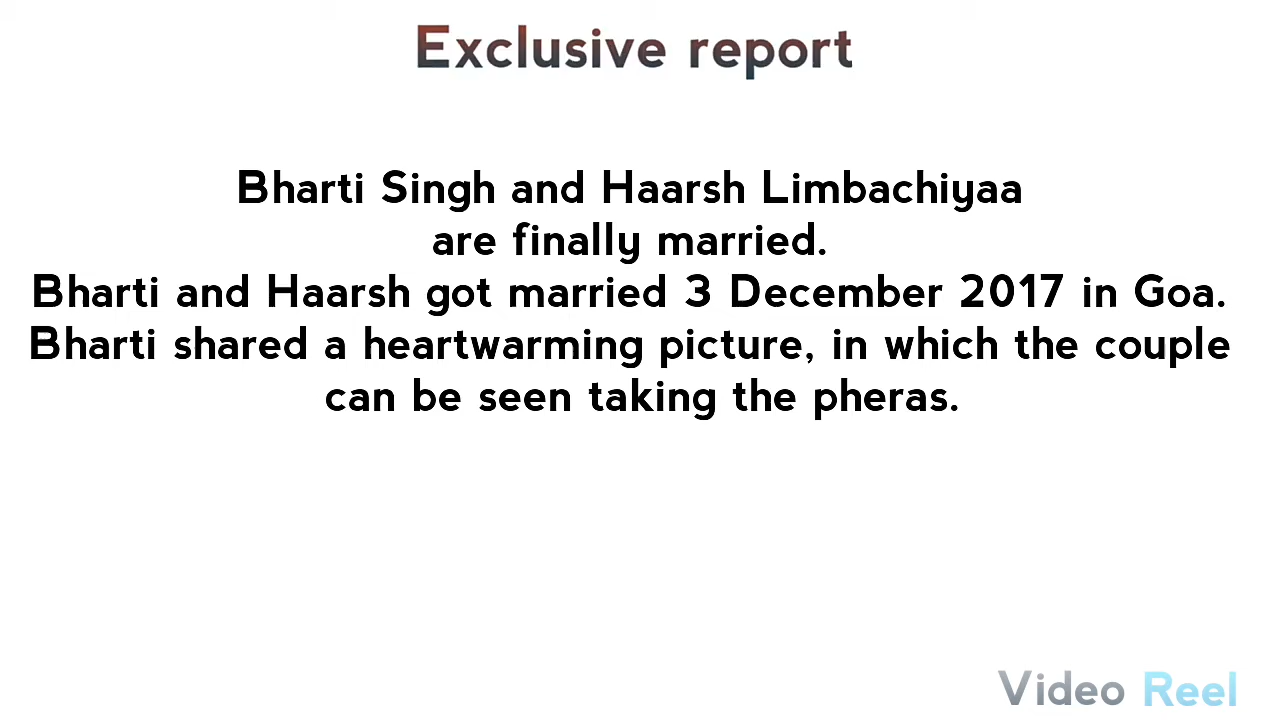 Exclusive report
Bharti Singh and Haarsh Limbachiyaa
are finally married.
Bharti and Haarsh got married 3 December 2017 in Goa.
Bharti shared a heartwarming picture, in which the couple
can be seen taking the pheras.
Video Reel